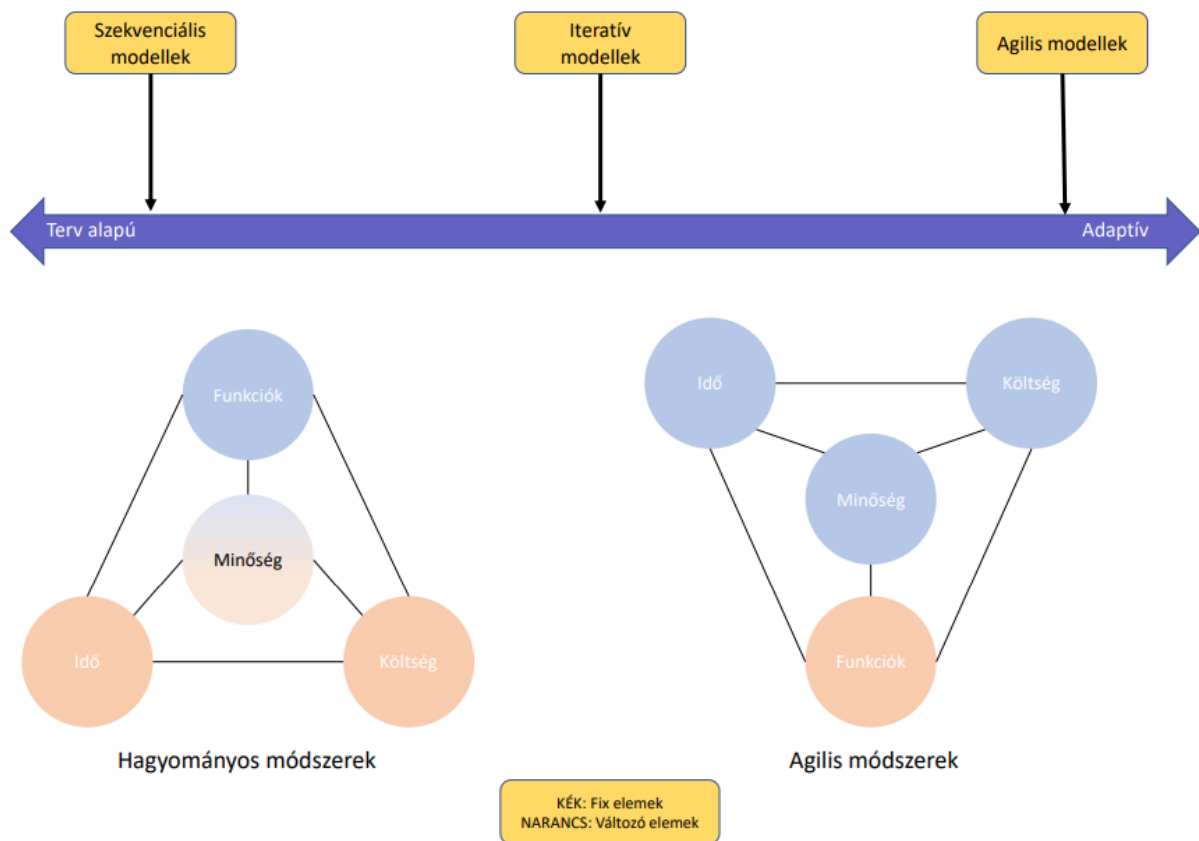 Szekvenciális
modellek
Iteratív
modellek
Agilis modellek
Terv alapú
Adaptív
Funkciók
Minőség
Idő
Költség
Hagyományos módszerek
Idő
Költség
Minőség
Funkciók
Agilis módszerek
KÉK: Fix elemek
NARANCS: Változó elemek